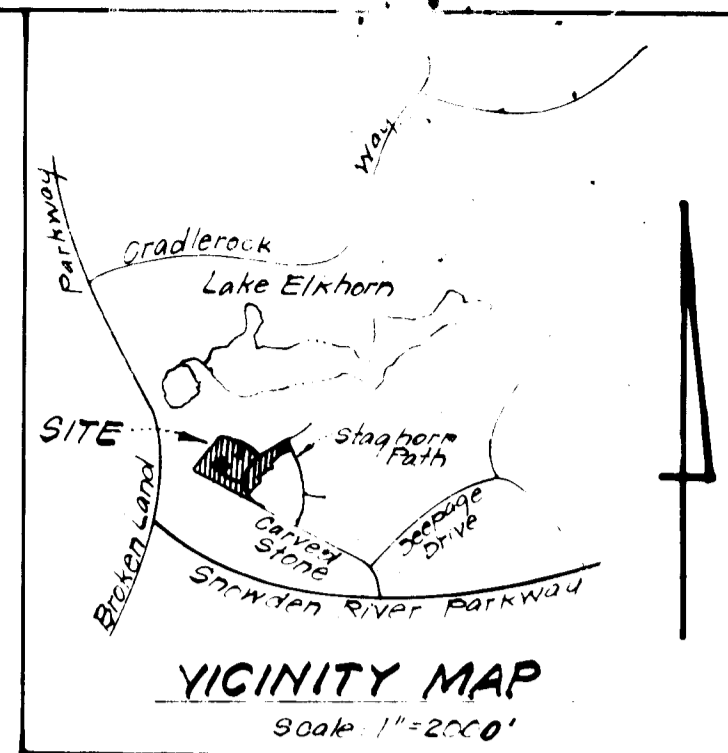 Way
Parkway
Cradlerock
Lake Elkhorn
SITE
Staghorn
Path
Broken Land
Carved
Stone
Seepage
Drive
Snowden River Parkway
VICINITY MAP
Scale: 1"=2000'